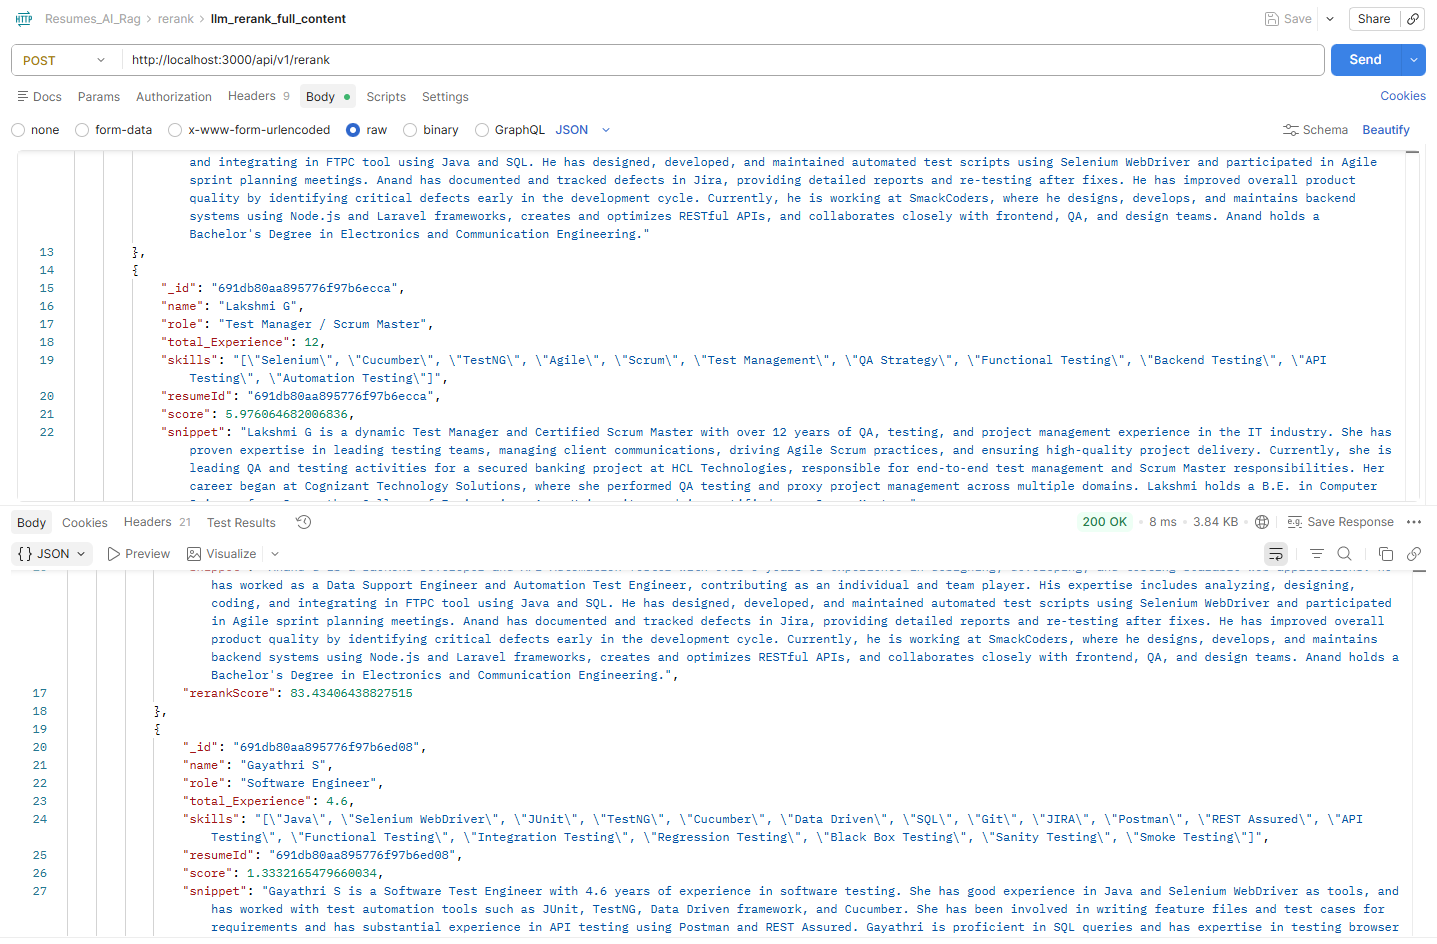 HTTP Resumes_AI_Rag > rerank > llm_rerank_full_content Save Share
POST http://localhost:3000/api/v1/rerank Send
Docs Params Authorization Headers 9 Body Scripts Settings Cookies
none form-data x-www-form-urlencoded raw binary GraphQL JSON Schema Beautify
and integrating in FTPC tool using Java and SQL. He has designed, developed, and maintained automated test scripts using Selenium WebDriver and participated in Agile
sprint planning meetings. Anand has documented and tracked defects in Jira, providing detailed reports and re-testing after fixes. He has improved overall product
quality by identifying critical defects early in the development cycle. Currently, he is working at SmackCoders, where he designs, develops, and maintains backend
systems using Node.js and Laravel frameworks, creates and optimizes RESTful APIs, and collaborates closely with frontend, QA, and design teams. Anand holds a
Bachelor's Degree in Electronics and Communication Engineering."
13 },
14 {
15 "_id": "691db80aa895776f97b6ecca",
16 "name": "Lakshmi G",
17 "role": "Test Manager / Scrum Master",
18 "total_Experience": 12,
19 "skills": "[\"Selenium\", \"Cucumber\", \"TestNG\", \"Agile\", \"Scrum\", \"Test Management\", \"QA Strategy\", \"Functional Testing\", \"Backend Testing\", \"API
Testing\", \"Automation Testing\"]",
20 "resumeId": "691db80aa895776f97b6ecca",
21 "score": 5.976064682006836,
22 "snippet": "Lakshmi G is a dynamic Test Manager and Certified Scrum Master with over 12 years of QA, testing, and project management experience in the IT industry. She has
proven expertise in leading testing teams, managing client communications, driving Agile Scrum practices, and ensuring high-quality project delivery. Currently, she is
leading QA and testing activities for a secured banking project at HCL Technologies, responsible for end-to-end test management and Scrum Master responsibilities. Her
career began at Cognizant Technology Solutions, where she performed QA testing and proxy project management across multiple domains. Lakshmi holds a B.E. in Computer
Body Cookies Headers 21 Test Results 200 OK • 8 ms • 3.84 KB e.g. Save Response
{} JSON Preview Visualize
has worked as a Data Support Engineer and Automation Test Engineer, contributing as an individual and team player. His expertise includes analyzing, designing,
coding, and integrating in FTPC tool using Java and SQL. He has designed, developed, and maintained automated test scripts using Selenium WebDriver and participated
in Agile sprint planning meetings. Anand has documented and tracked defects in Jira, providing detailed reports and re-testing after fixes. He has improved overall
product quality by identifying critical defects early in the development cycle. Currently, he is working at SmackCoders, where he designs, develops, and maintains
backend systems using Node.js and Laravel frameworks, creates and optimizes RESTful APIs, and collaborates closely with frontend, QA, and design teams. Anand holds a
Bachelor's Degree in Electronics and Communication Engineering.",
17 "rerankScore": 83.43406438827515
18 },
19 {
20 "_id": "691db80aa895776f97b6ed08",
21 "name": "Gayathri S",
22 "role": "Software Engineer",
23 "total_Experience": 4.6,
24 "skills": "[\"Java\", \"Selenium WebDriver\", \"JUnit\", \"TestNG\", \"Cucumber\", \"Data Driven\", \"SQL\", \"Git\", \"JIRA\", \"Postman\", \"REST Assured\", \"API
Testing\", \"Functional Testing\", \"Integration Testing\", \"Regression Testing\", \"Black Box Testing\", \"Sanity Testing\", \"Smoke Testing\"]",
25 "resumeId": "691db80aa895776f97b6ed08",
26 "score": 1.3332165479660034,
27 "snippet": "Gayathri S is a Software Test Engineer with 4.6 years of experience in software testing. She has good experience in Java and Selenium WebDriver as tools, and
has worked with test automation tools such as JUnit, TestNG, Data Driven framework, and Cucumber. She has been involved in writing feature files and test cases for
requirements and has substantial experience in API testing using Postman and REST Assured. Gayathri is proficient in SQL queries and has expertise in testing browser